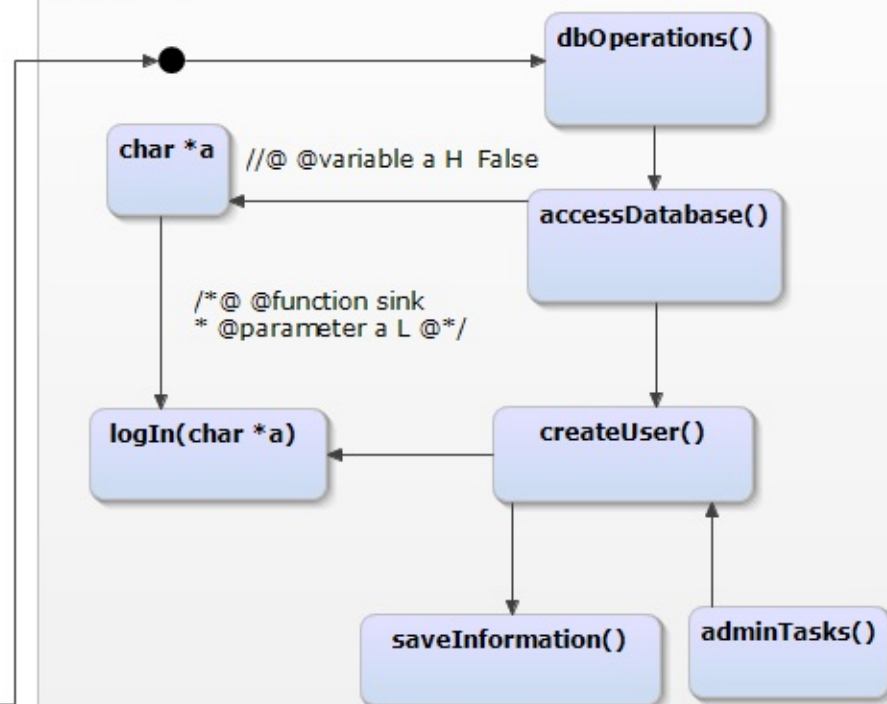 dbOperations()
char *a
//@ @variable a H False
accessDatabase()
/*@ @function sink
* @parameter a L @*/
logIn(char *a)
createUser()
saveInformation()
adminTasks()